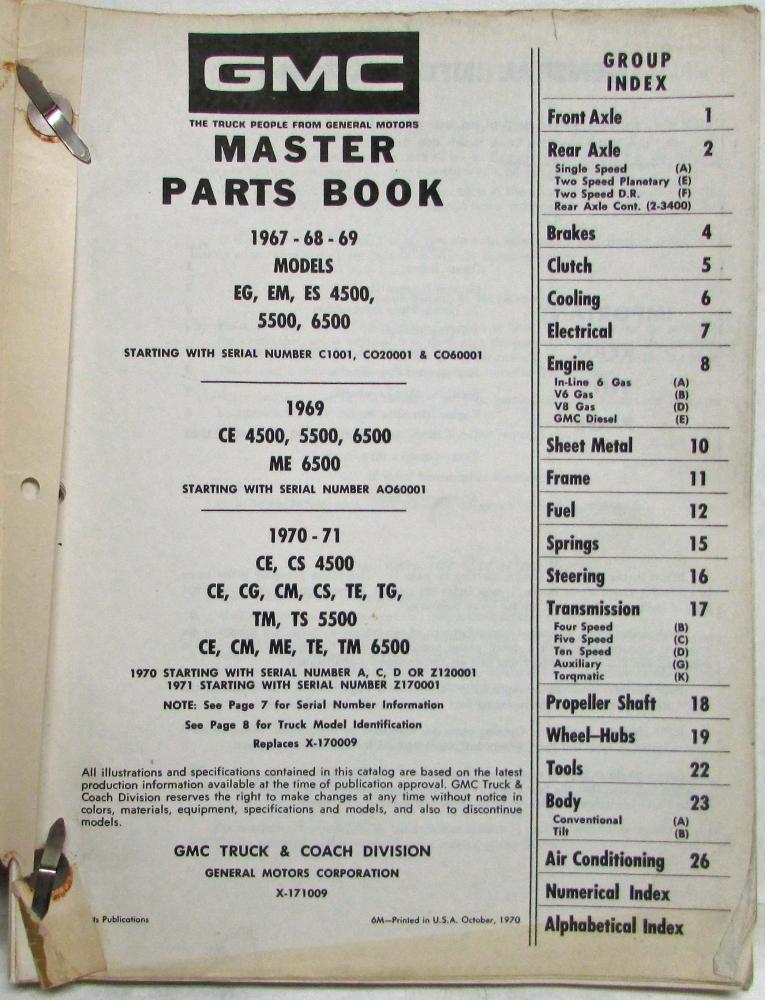 GMC
THE TRUCK PEOPLE FROM GENERAL MOTORS
MASTER
PARTS BOOK
1967 - 68 - 69
MODELS
EG, EM, ES 4500,
5500, 6500
STARTING WITH SERIAL NUMBER C1001, CO20001 & CO60001
1969
CE 4500, 5500, 6500
ME 6500
STARTING WITH SERIAL NUMBER AO60001
1970 - 71
CE, CS 4500
CE, CG, CM, CS, TE, TG,
TM, TS 5500
CE, CM, ME, TE, TM 6500
1970 STARTING WITH SERIAL NUMBER A, C, D OR Z120001
1971 STARTING WITH SERIAL NUMBER Z170001
NOTE: See Page 7 for Serial Number Information
See Page 8 for Truck Model Identification
Replaces X-170009
All illustrations and specifications contained in this catalog are based on the latest
production information available at the time of publication approval. GMC Truck &
Coach Division reserves the right to make changes at any time without notice in
colors, materials, equipment, specifications and models, and also to discontinue
models.
GMC TRUCK & COACH DIVISION
GENERAL MOTORS CORPORATION
X-171009
ts Publications
6M—Printed in U.S.A. October, 1970
GROUP
INDEX
Front Axle 1
Rear Axle 2
Single Speed (A)
Two Speed Planetary (E)
Two Speed D.R. (F)
Rear Axle Cont. (2-3400)
Brakes 4
Clutch 5
Cooling 6
Electrical 7
Engine 8
In-Line 6 Gas (A)
V6 Gas (B)
V8 Gas (D)
GMC Diesel (E)
Sheet Metal 10
Frame 11
Fuel 12
Springs 15
Steering 16
Transmission 17
Four Speed (B)
Five Speed (C)
Ten Speed (D)
Auxiliary (G)
Torqmatic (K)
Propeller Shaft 18
Wheel—Hubs 19
Tools 22
Body 23
Conventional (A)
Tilt (B)
Air Conditioning 26
Numerical Index
Alphabetical Index